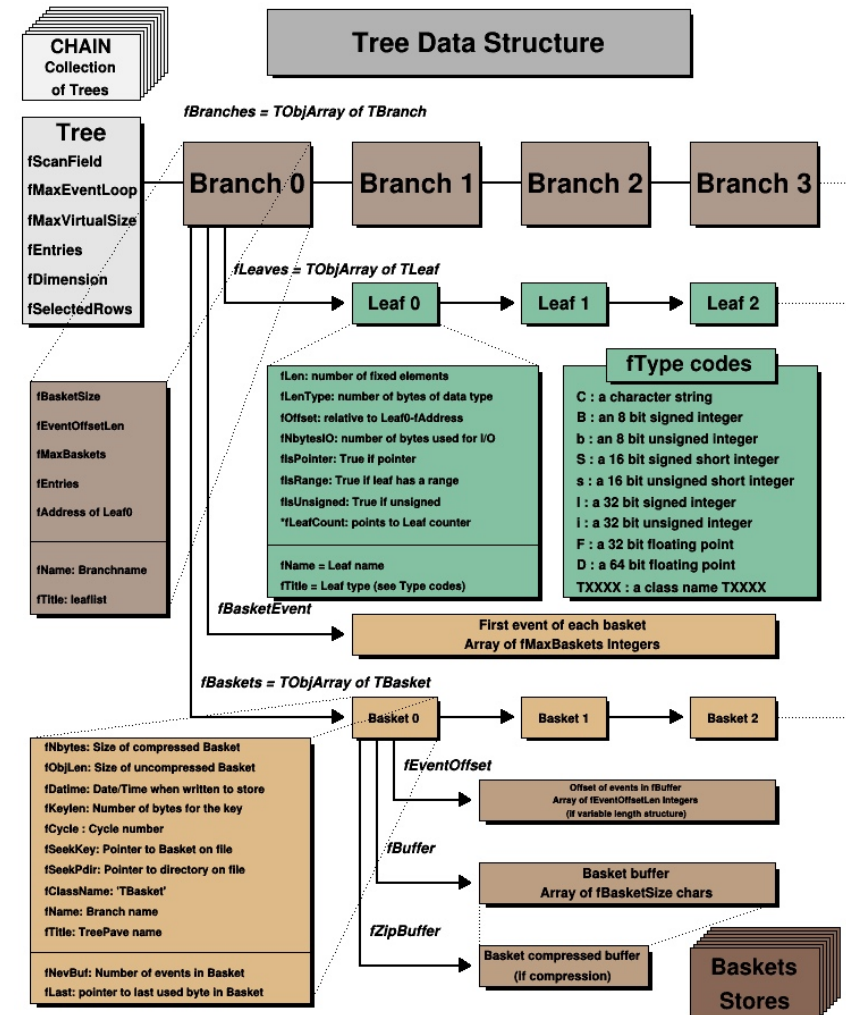 CHAIN
Collection
of Trees
Tree Data Structure
fBranches = TObjArray of TBranch
Tree
fScanField
fMaxEventLoop
fMaxVirtualSize
fEntries
fDimension
fSelectedRows
Branch 0
Branch 1
Branch 2
Branch 3
fLeaves = TObjArray of TLeaf
Leaf 0
Leaf 1
Leaf 2
fBasketSize
fEventOffsetLen
fMaxBaskets
fEntries
fAddress of Leaf0
fName: Branchname
fTitle: leaflist
fLen: number of fixed elements
fLenType: number of bytes of data type
fOffset: relative to Leaf0-fAddress
fNbytesIO: number of bytes used for I/O
fIsPointer: True if pointer
fIsRange: True if leaf has a range
fIsUnsigned: True if unsigned
*fLeafCount: points to Leaf counter
fName = Leaf name
fTitle = Leaf type (see Type codes)
fType codes
C : a character string
B : an 8 bit signed integer
b : an 8 bit unsigned integer
S : a 16 bit signed short integer
s : a 16 bit unsigned short integer
I : a 32 bit signed integer
i : a 32 bit unsigned integer
F : a 32 bit floating point
D : a 64 bit floating point
TXXXX : a class name TXXXX
fBasketEvent
First event of each basket
Array of fMaxBaskets Integers
fBaskets = TObjArray of TBasket
Basket 0
Basket 1
Basket 2
fNbytes: Size of compressed Basket
fObjLen: Size of uncompressed Basket
fDatime: Date/Time when written to store
fKeylen: Number of bytes for the key
fCycle : Cycle number
fSeekKey: Pointer to Basket on file
fSeekPdir: Pointer to directory on file
fClassName: 'TBasket'
fName: Branch name
fTitle: TreePave name
fNevBuf: Number of events in Basket
fLast: pointer to last used byte in Basket
fEventOffset
Offset of events in fBuffer
Array of fEventOffsetLen Integers
(if variable length structure)
fBuffer
Basket buffer
Array of fBasketSize chars
fZipBuffer
Basket compressed buffer
(if compression)
Baskets
Stores